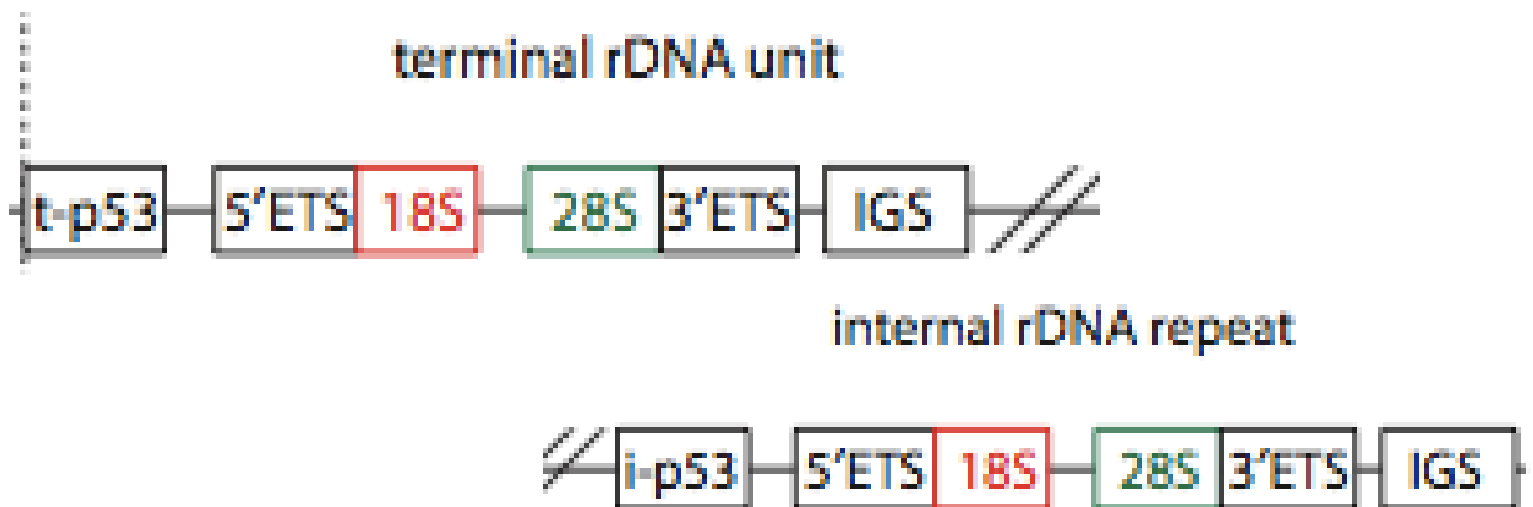 terminal rDNA unit
t-p53 5'ETS 18S 28S 3'ETS IGS
internal rDNA repeat
i-p53 5'ETS 18S 28S 3'ETS IGS